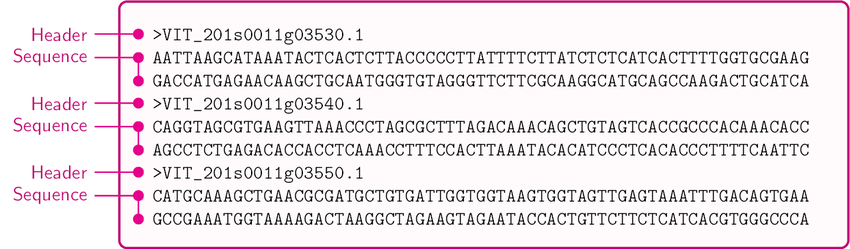 Header >VIT_201s0011g03530.1
Sequence AATTAAGCATAAATACTCACTCTTACCCCCTTATTTTCTTATCTCTCATCACTTTTGGTGCGAAG
GACCATGAGAACAAGCTGCAATGGGTGTAGGGTTCTTCGCAAGGCATGCAGCCAAGACTGCATCA
Header >VIT_201s0011g03540.1
Sequence CAGGTAGCGTGAAGTTAAACCCTAGCGCTTTAGACAAACAGCTGTAGTCACCGCCCACAAACACC
AGCCTCTGAGACACCACCTCAAACCTTTCCACTTAAATACACATCCCTCACACCCTTTTCAATTC
Header >VIT_201s0011g03550.1
Sequence CATGCAAAGCTGAACGCGATGCTGTGATTGGTGGTAAGTGGTAGTTGAGTAAATTTGACAGTGAA
GCCGAAATGGTAAAAGACTAAGGCTAGAAGTAGAATACCACTGTTCTTCTCATCACGTGGGCCCA